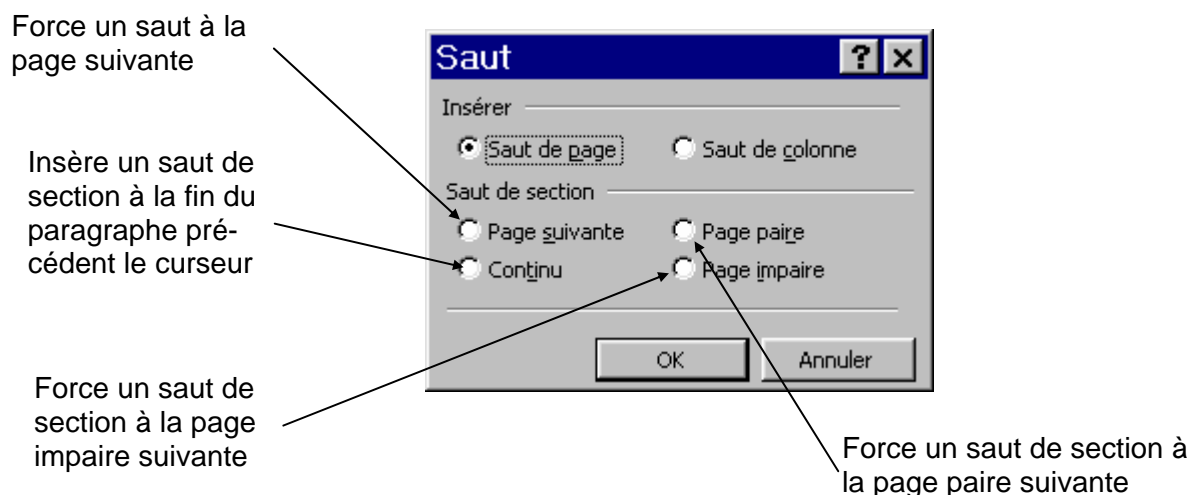 Force un saut à la
page suivante
Insère un saut de
section à la fin du
paragraphe pré-
cédent le curseur
Force un saut de
section à la page
impaire suivante
Saut
Insérer
Saut de page Saut de colonne
Saut de section
Page suivante Page paire
Continu Page impaire
OK Annuler
Force un saut de section à
la page paire suivante